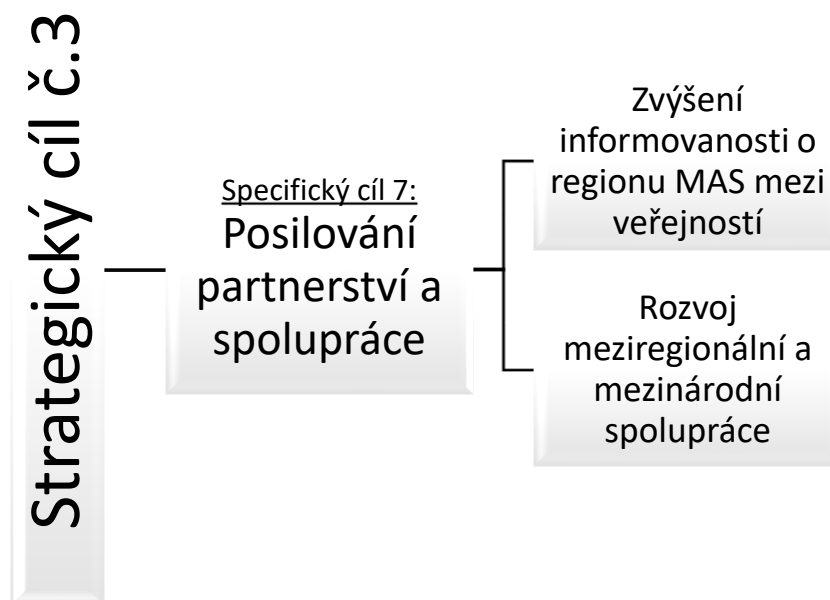 Strategický cíl č.3
Specifický cíl 7:
Posilování
partnerství a
spolupráce
Zvýšení
informovanosti o
regionu MAS mezi
veřejností
Rozvoj
meziregionální a
mezinárodní
spolupráce